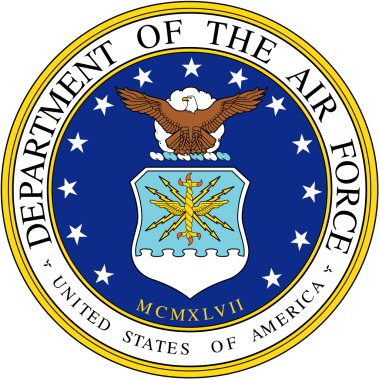 DEPARTMENT OF THE AIR FORCE
MCMXLVII
UNITED STATES OF AMERICA